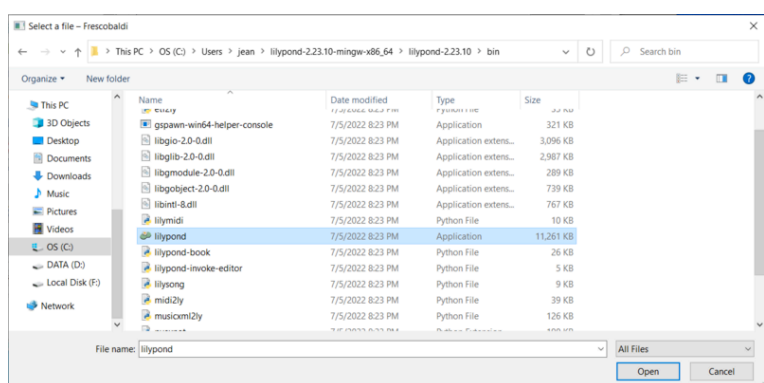 Select a file – Frescobaldi
This PC > OS (C:) > Users > jean > lilypond-2.23.10-mingw-x86_64 > lilypond-2.23.10 > bin
Search bin
Organize
New folder
Name Date modified Type Size
gspawn-win64-helper-console 7/5/2022 8:23 PM Application 321 KB
libgio-2.0-0.dll 7/5/2022 8:23 PM Application extens... 3,096 KB
libglib-2.0-0.dll 7/5/2022 8:23 PM Application extens... 2,987 KB
libgmodule-2.0-0.dll 7/5/2022 8:23 PM Application extens... 289 KB
libgobject-2.0-0.dll 7/5/2022 8:23 PM Application extens... 739 KB
libintl-8.dll 7/5/2022 8:23 PM Application extens... 767 KB
lilymidi 7/5/2022 8:23 PM Python File 10 KB
lilypond 7/5/2022 8:23 PM Application 11,261 KB
lilypond-book 7/5/2022 8:23 PM Python File 26 KB
lilypond-invoke-editor 7/5/2022 8:23 PM Python File 5 KB
lilysong 7/5/2022 8:23 PM Python File 9 KB
midi2ly 7/5/2022 8:23 PM Python File 39 KB
musicxml2ly 7/5/2022 8:23 PM Python File 126 KB
This PC
3D Objects
Desktop
Documents
Downloads
Music
Pictures
Videos
OS (C:)
DATA (D:)
Local Disk (F:)
Network
File name: lilypond
All Files
Open
Cancel